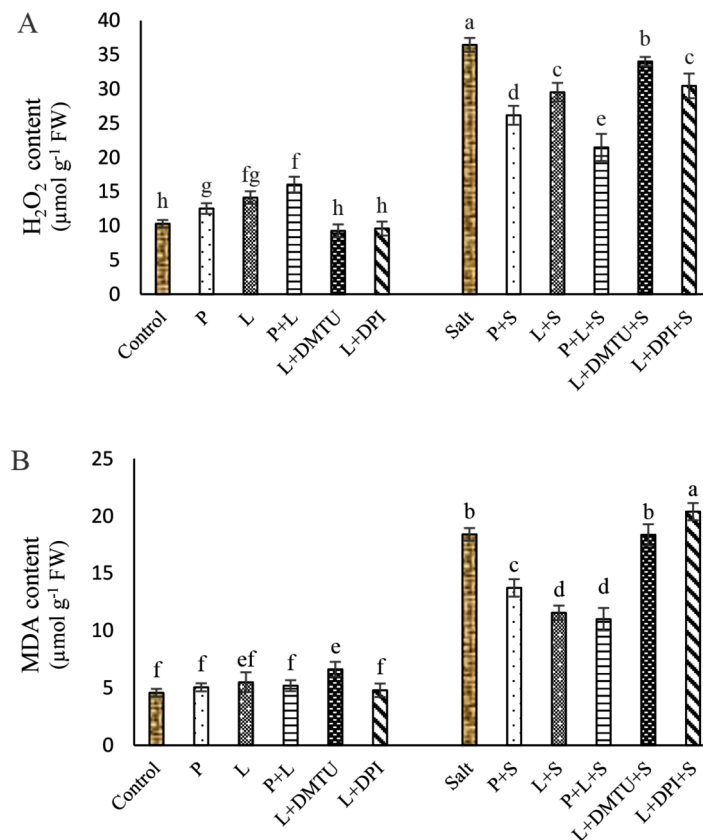 A
H₂O₂ content
(µmol g⁻¹ FW)
40
35
30
25
20
15
10
5
0
h
g
fg
f
h
h
a
d
c
e
b
c
Control
P
L
P+L
L+DMTU
L+DPI
Salt
P+S
L+S
P+L+S
L+DMTU+S
L+DPI+S
B
MDA content
(µmol g⁻¹ FW)
25
20
15
10
5
0
f
f
ef
f
e
f
b
c
d
d
b
a
Control
P
L
P+L
L+DMTU
L+DPI
Salt
P+S
L+S
P+L+S
L+DMTU+S
L+DPI+S